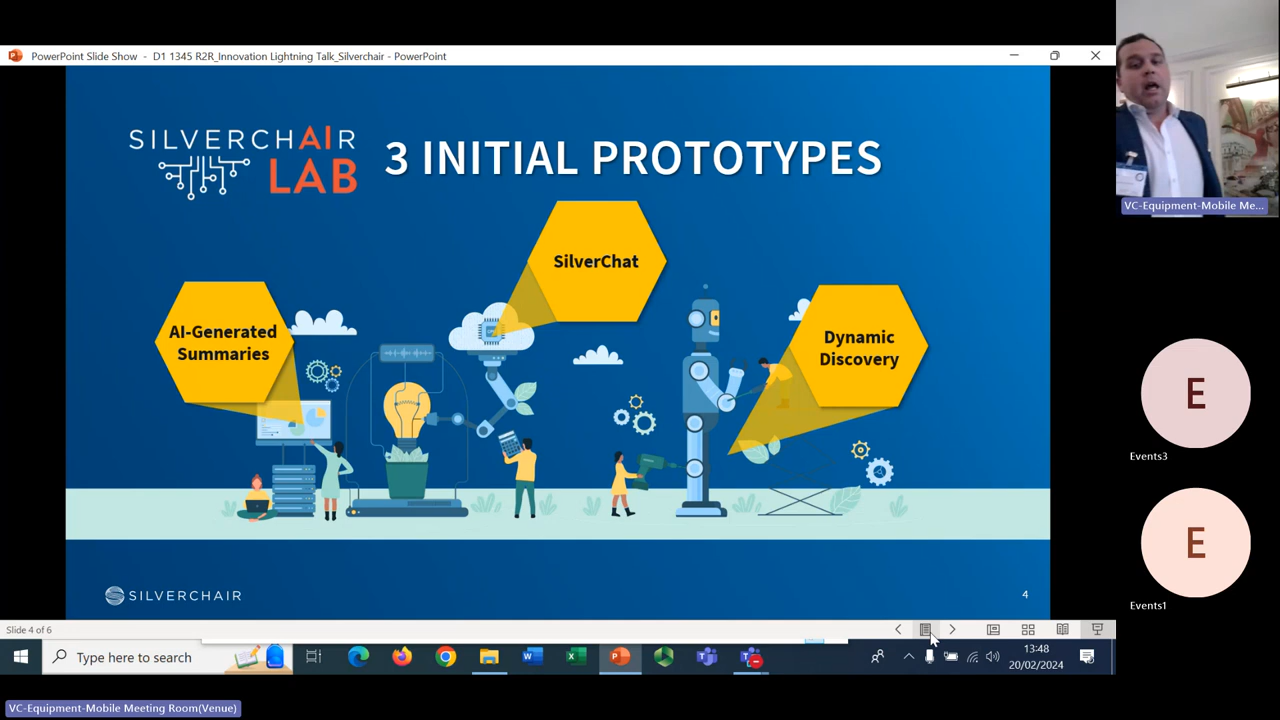 PowerPoint Slide Show - D1 1345 R2R_Innovation Lightning Talk_Silverchair - PowerPoint
SILVERCHAIR
LAB
3 INITIAL PROTOTYPES
SilverChat
AI-Generated
Summaries
Dynamic
Discovery
SILVERCHAIR
4
Slide 4 of 6
Type here to search
13:48
20/02/2024
VC-Equipment-Mobile Me...
E
Events3
E
Events1
VC-Equipment-Mobile Meeting Room(Venue)